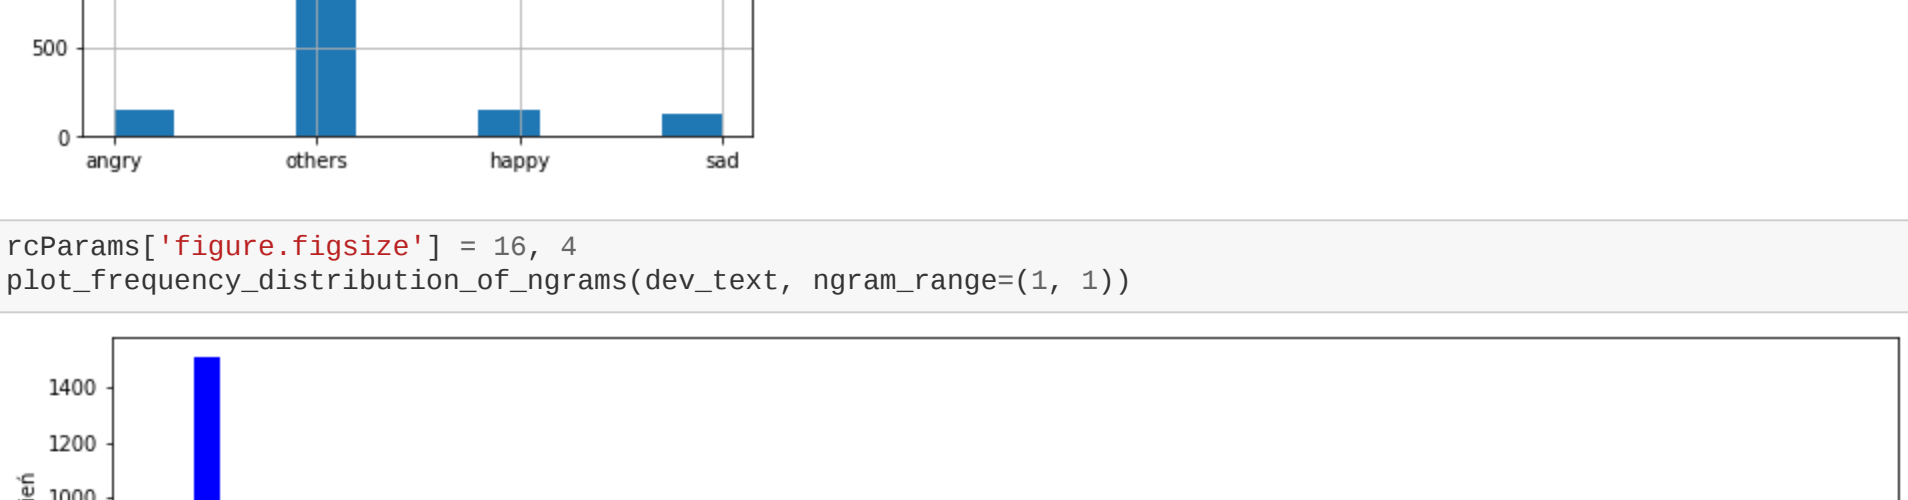 500
0
angry others happy sad
rcParams['figure.figsize'] = 16, 4
plot_frequency_distribution_of_ngrams(dev_text, ngram_range=(1, 1))
1400
1200
1000